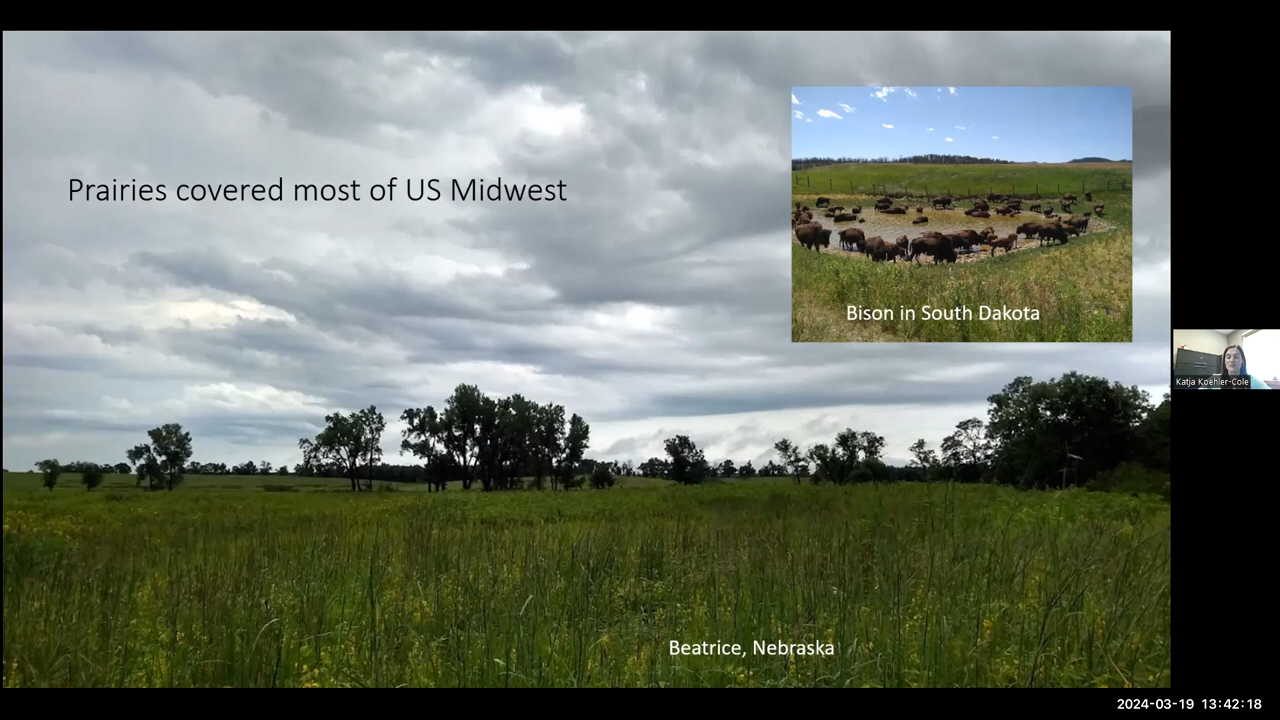 Prairies covered most of US Midwest
Bison in South Dakota
Katja Koehler-Cole
Beatrice, Nebraska
2024-03-19 13:42:18